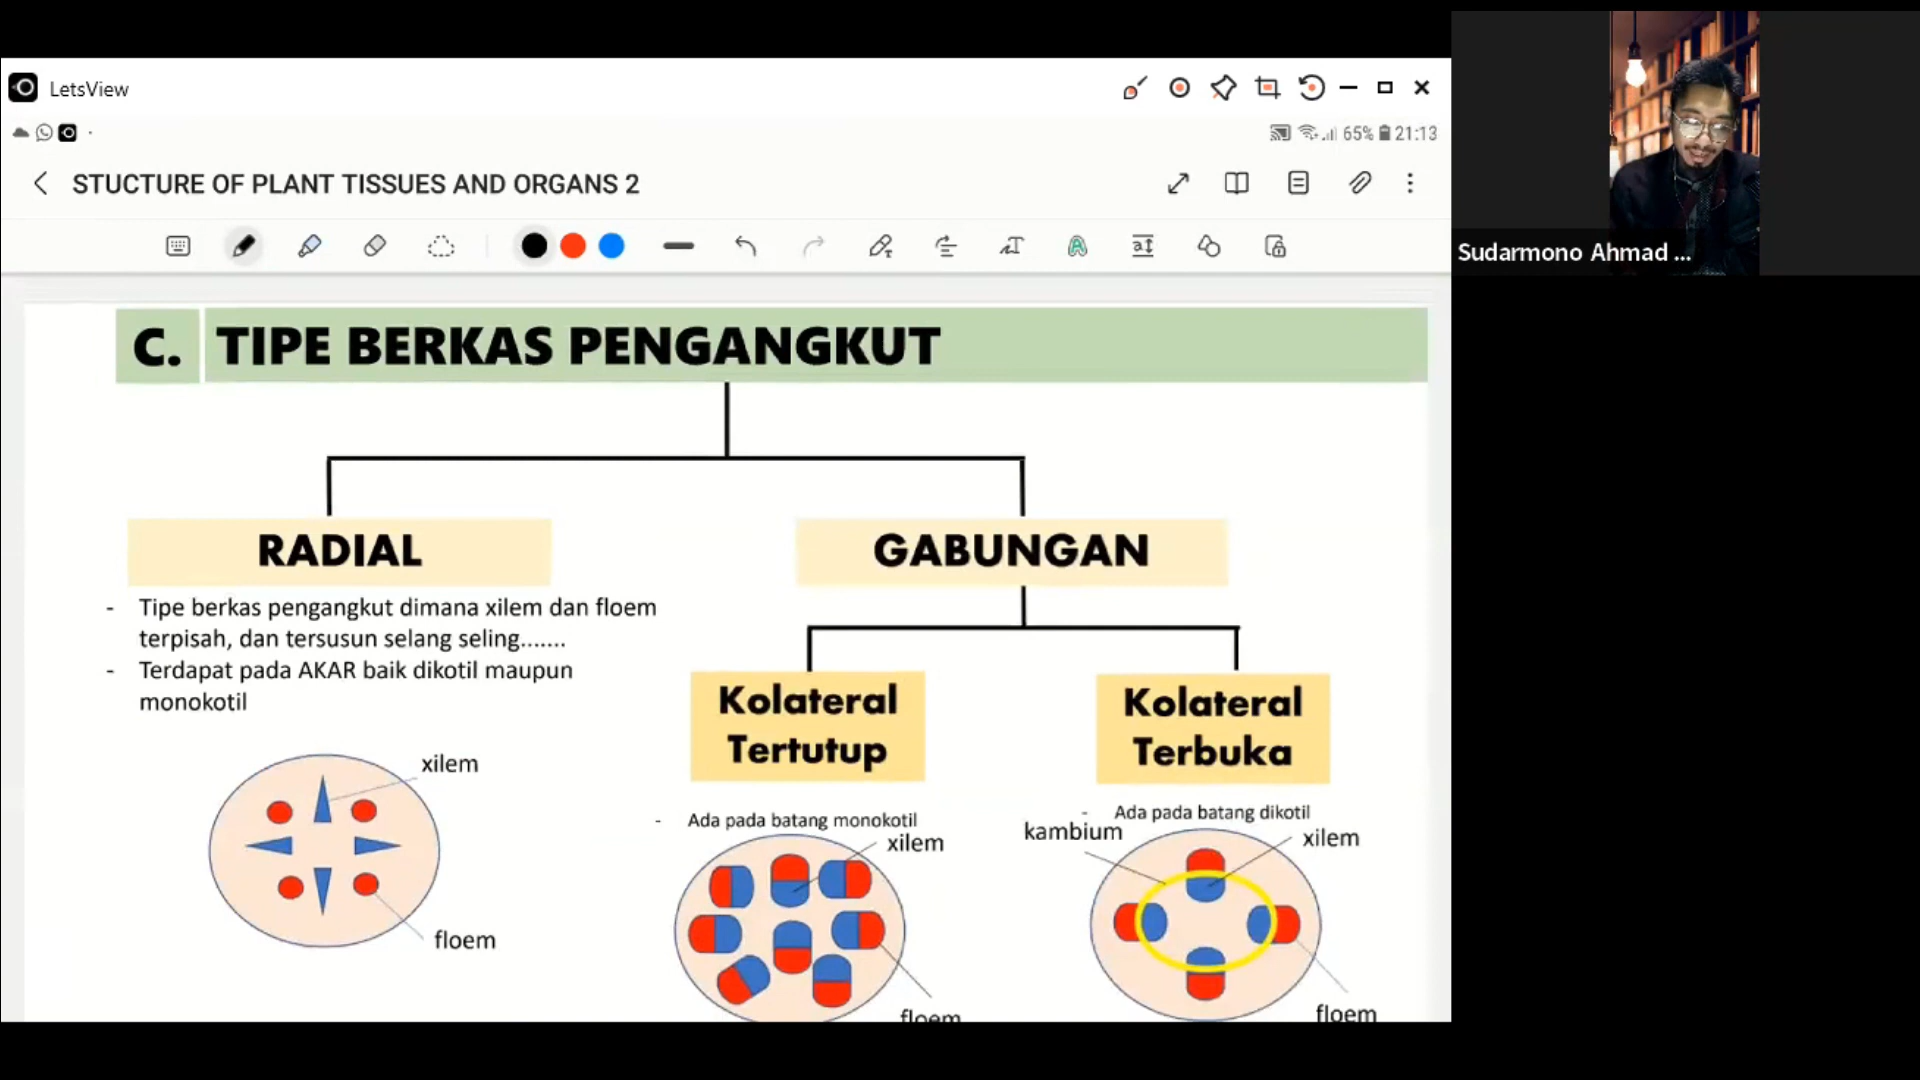 LetsView
65% 21:13
STUCTURE OF PLANT TISSUES AND ORGANS 2
Sudarmono Ahmad ...
C. TIPE BERKAS PENGANGKUT
RADIAL
- Tipe berkas pengangkut dimana xilem dan floem
terpisah, dan tersusun selang seling.......
- Terdapat pada AKAR baik dikotil maupun
monokotil
xilem
floem
GABUNGAN
Kolateral
Tertutup
- Ada pada batang monokotil
xilem
floem
Kolateral
Terbuka
- Ada pada batang dikotil
kambium
xilem
floem